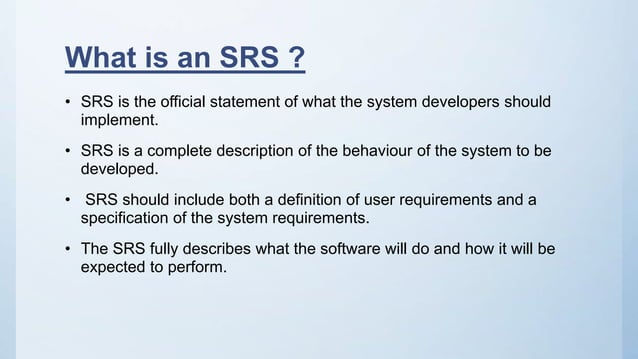 What is an SRS ?
• SRS is the official statement of what the system developers should
implement.
• SRS is a complete description of the behaviour of the system to be
developed.
• SRS should include both a definition of user requirements and a
specification of the system requirements.
• The SRS fully describes what the software will do and how it will be
expected to perform.